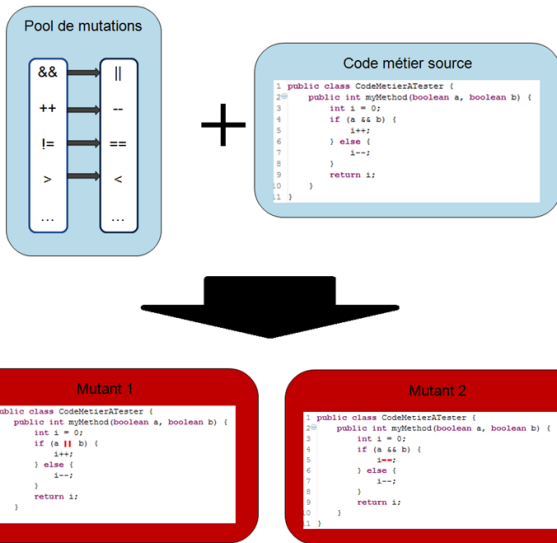 Pool de mutations
&& ||
++ --
!= ==
> <
... ...
+
Code métier source
1 public class CodeMetierATester {
2 public int myMethod(boolean a, boolean b) {
3 int i = 0;
4 if (a && b) {
5 i++;
6 } else {
7 i--;
8 }
9 return i;
10 }
11 }
Mutant 1
public class CodeMetierATester {
public int myMethod(boolean a, boolean b) {
int i = 0;
if (a || b) {
i++;
} else {
i--;
}
return i;
}
Mutant 2
1 public class CodeMetierATester {
2 public int myMethod(boolean a, boolean b) {
3 int i = 0;
4 if (a && b) {
5 i==;
6 } else {
7 i--;
8 }
9 return i;
10 }
11 }